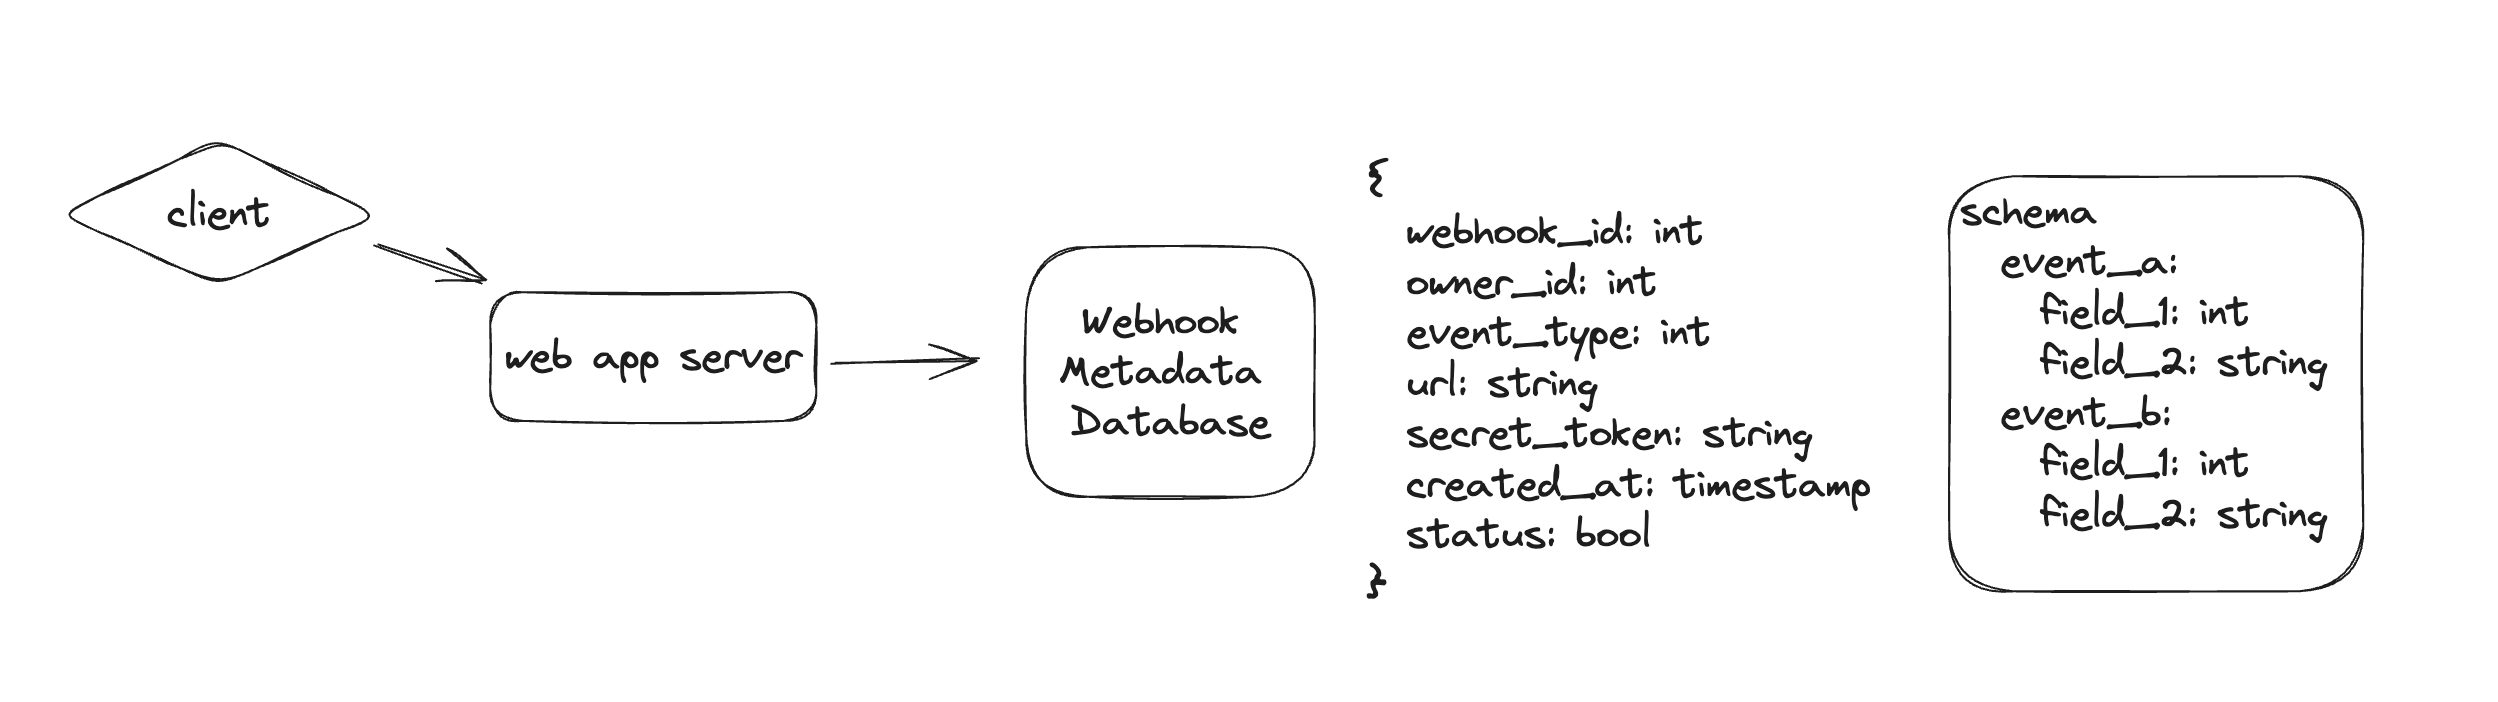 client
web app server
Webhook
Metadata
Database
{
webhook_id: int
owner_id: int
event_type: int
url: string
secret_token: string
created_at: timestamp
status: bool
}
schema
event_a:
field_1: int
field_2: string
event_b:
field_1: int
field_2: string